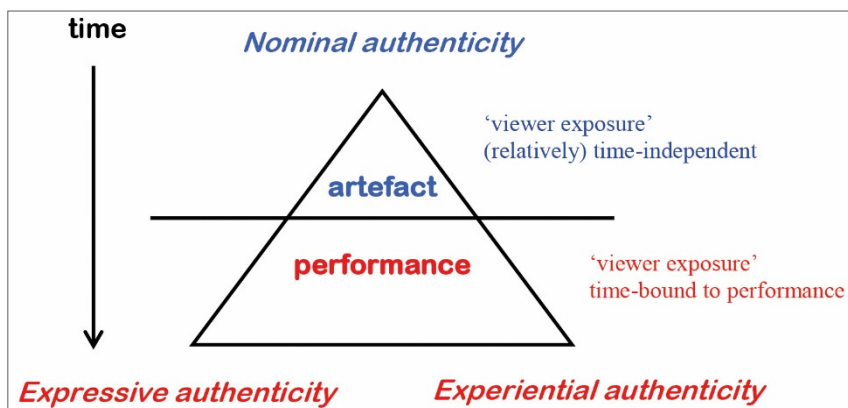 time
Nominal authenticity
‘viewer exposure’
(relatively) time-independent
artefact
performance
‘viewer exposure’
time-bound to performance
Expressive authenticity
Experiential authenticity